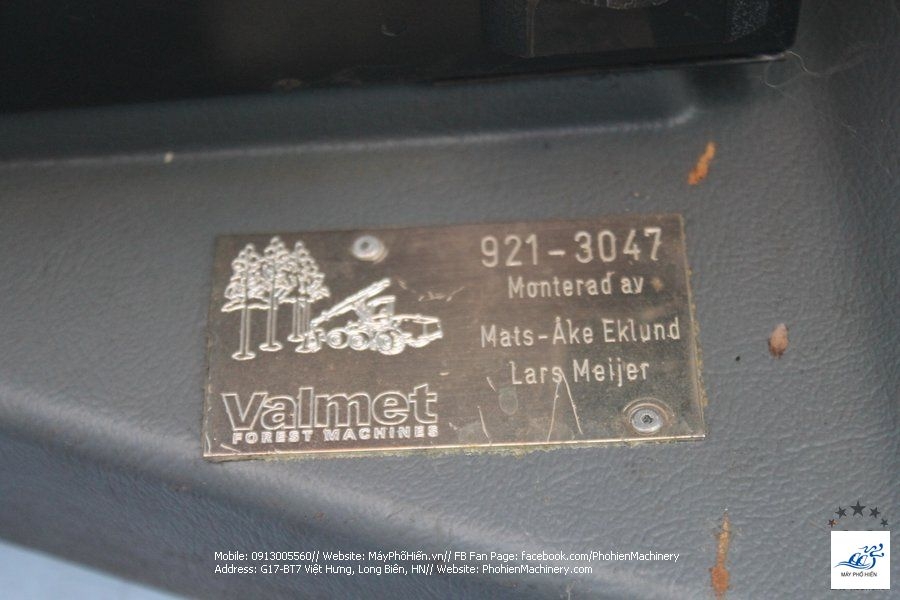 921-3047
Monterad av
Mats-Åke Eklund
Lars Meijer
Valmet
FOREST MACHINES
Mobile: 0913005560// Website: MáyPhốHiến.vn// FB Fan Page: facebook.com/PhohienMachinery
Address: G17-BT7 Việt Hưng, Long Biên, HN// Website: PhohienMachinery.com
MÁY PHỐ HIẾN